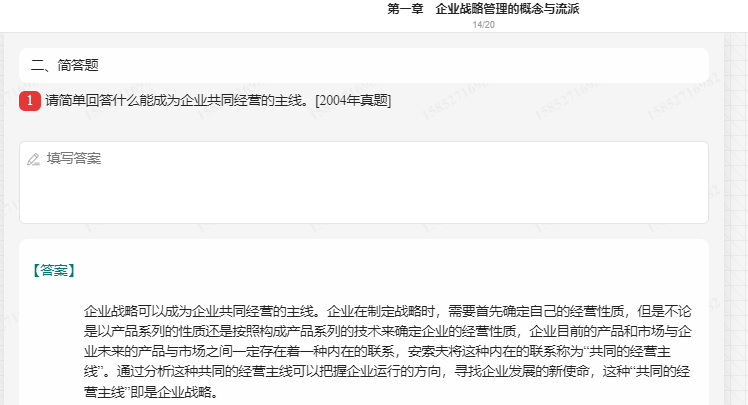 第一章　企业战略管理的概念与流派
14/20
二、简答题
1 请简单回答什么能成为企业共同经营的主线。[2004年真题]
填写答案
【答案】
企业战略可以成为企业共同经营的主线。企业在制定战略时，需要首先确定自己的经营性质，但是不论
是以产品系列的性质还是按照构成产品系列的技术来确定企业的经营性质，企业目前的产品和市场与企
业未来的产品与市场之间一定存在着一种内在的联系，安索夫将这种内在的联系称为“共同的经营主
线”。通过分析这种共同的经营主线可以把握企业运行的方向，寻找企业发展的新使命，这种“共同的经
营主线”即是企业战略。